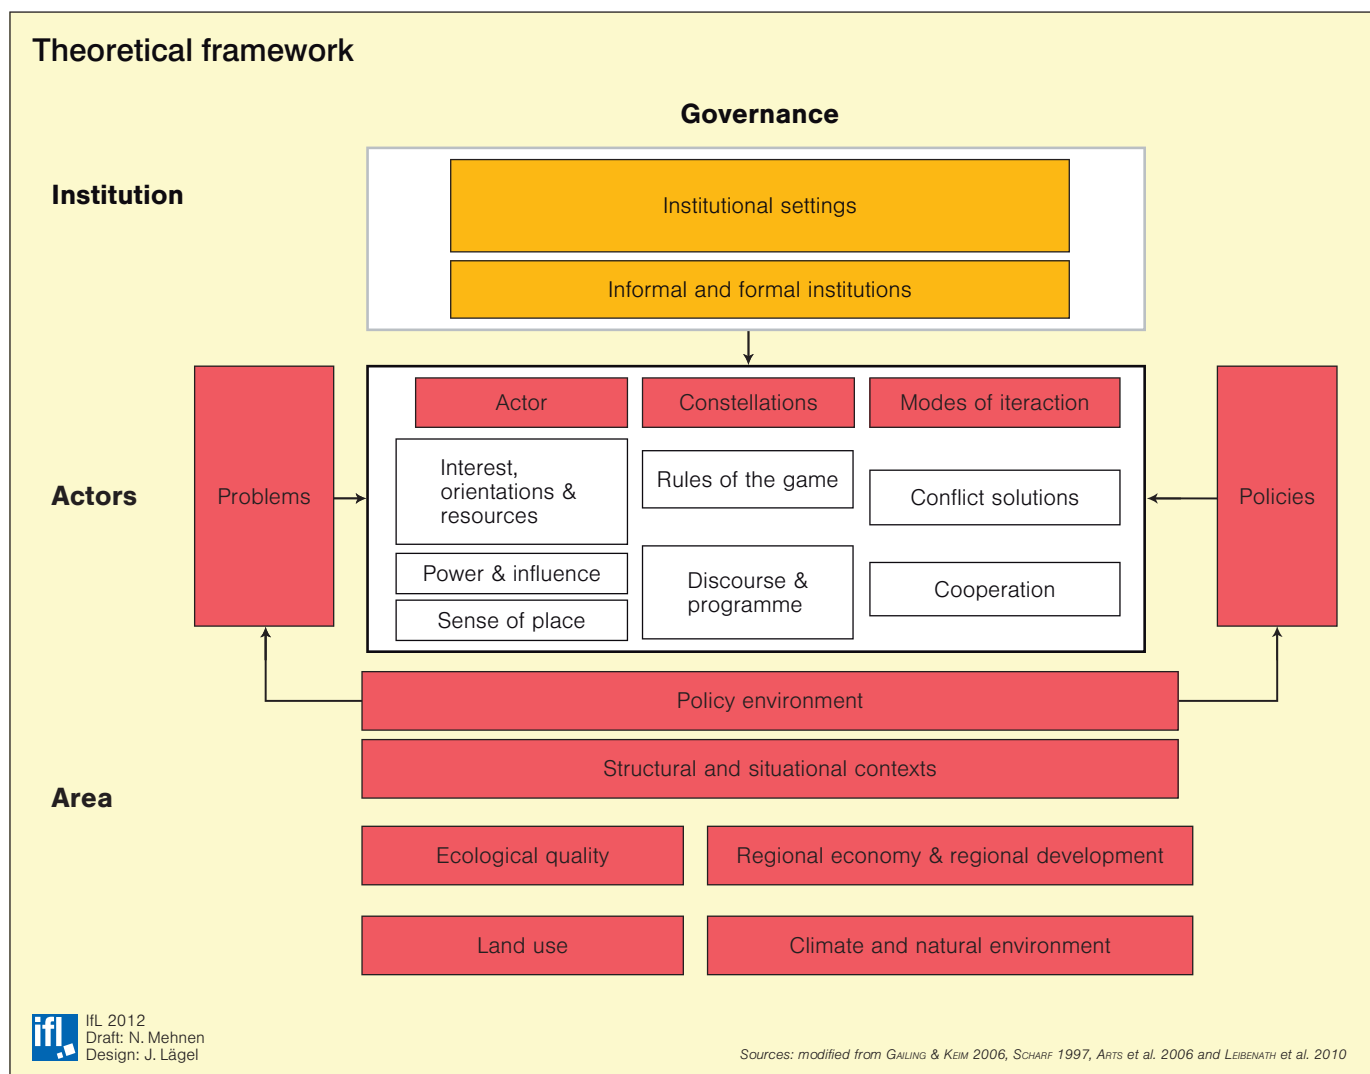 Theoretical framework
Governance
Institution
Institutional settings
Informal and formal institutions
Actors
Problems
Actor
Constellations
Modes of iteraction
Interest,
orientations &
resources
Rules of the game
Conflict solutions
Power & influence
Discourse &
programme
Cooperation
Sense of place
Policies
Policy environment
Structural and situational contexts
Area
Ecological quality
Regional economy & regional development
Land use
Climate and natural environment
ifl
IfL 2012
Draft: N. Mehnen
Design: J. Lägel
Sources: modified from Gailing & Keim 2006, Scharf 1997, Arts et al. 2006 and Leibenath et al. 2010